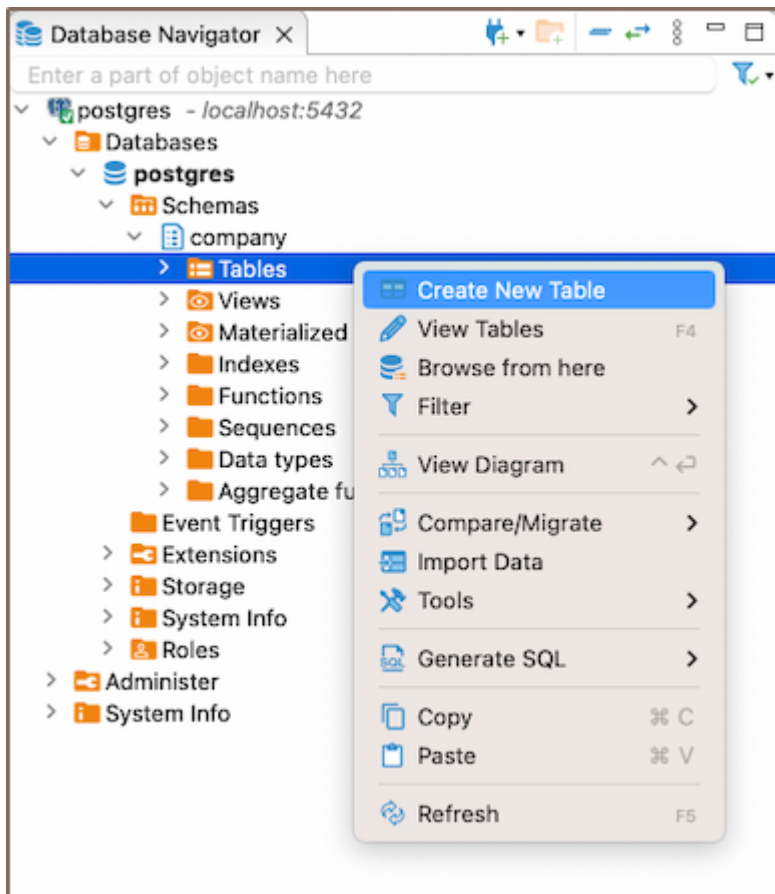 Database Navigator
Enter a part of object name here
postgres - localhost:5432
Databases
postgres
Schemas
company
Tables
Views
Materialized
Indexes
Functions
Sequences
Data types
Aggregate fu
Event Triggers
Extensions
Storage
System Info
Roles
Administer
System Info
Create New Table
View Tables F4
Browse from here
Filter
View Diagram ^ ↩
Compare/Migrate
Import Data
Tools
SQL Generate SQL
Copy ⌘ C
Paste ⌘ V
Refresh F5